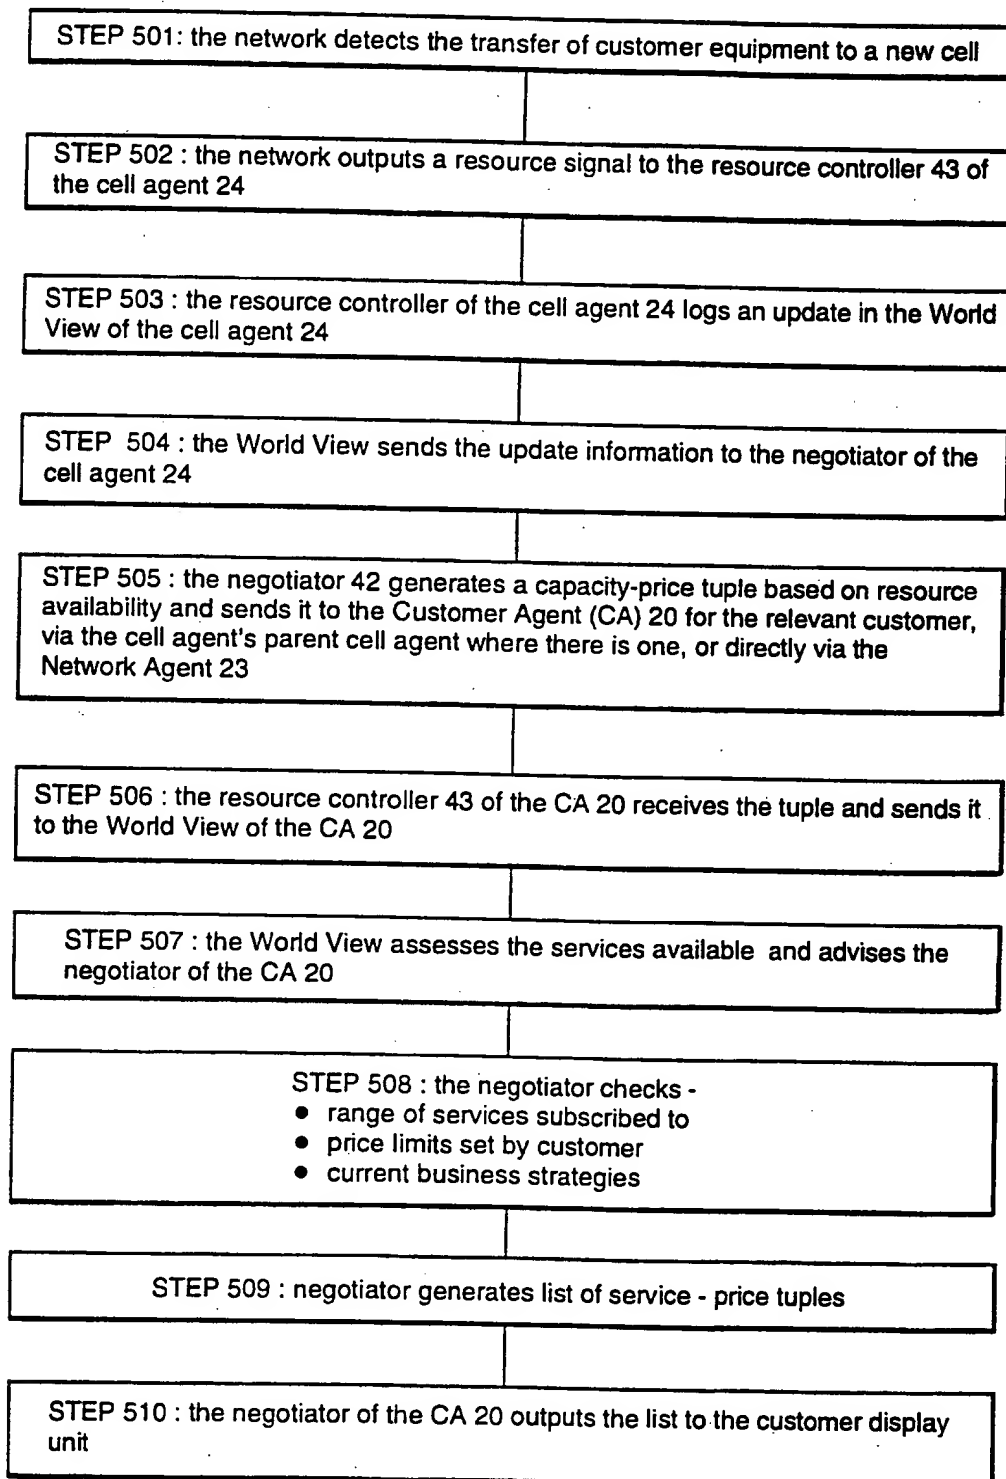 STEP 501: the network detects the transfer of customer equipment to a new cell
STEP 502 : the network outputs a resource signal to the resource controller 43 of
the cell agent 24
STEP 503 : the resource controller of the cell agent 24 logs an update in the World
View of the cell agent 24
STEP 504 : the World View sends the update information to the negotiator of the
cell agent 24
STEP 505 : the negotiator 42 generates a capacity-price tuple based on resource
availability and sends it to the Customer Agent (CA) 20 for the relevant customer,
via the cell agent's parent cell agent where there is one, or directly via the
Network Agent 23
STEP 506 : the resource controller 43 of the CA 20 receives the tuple and sends it
to the World View of the CA 20
STEP 507 : the World View assesses the services available and advises the
negotiator of the CA 20
STEP 508 : the negotiator checks -
• range of services subscribed to
• price limits set by customer
• current business strategies
STEP 509 : negotiator generates list of service - price tuples
STEP 510 : the negotiator of the CA 20 outputs the list to the customer display
unit